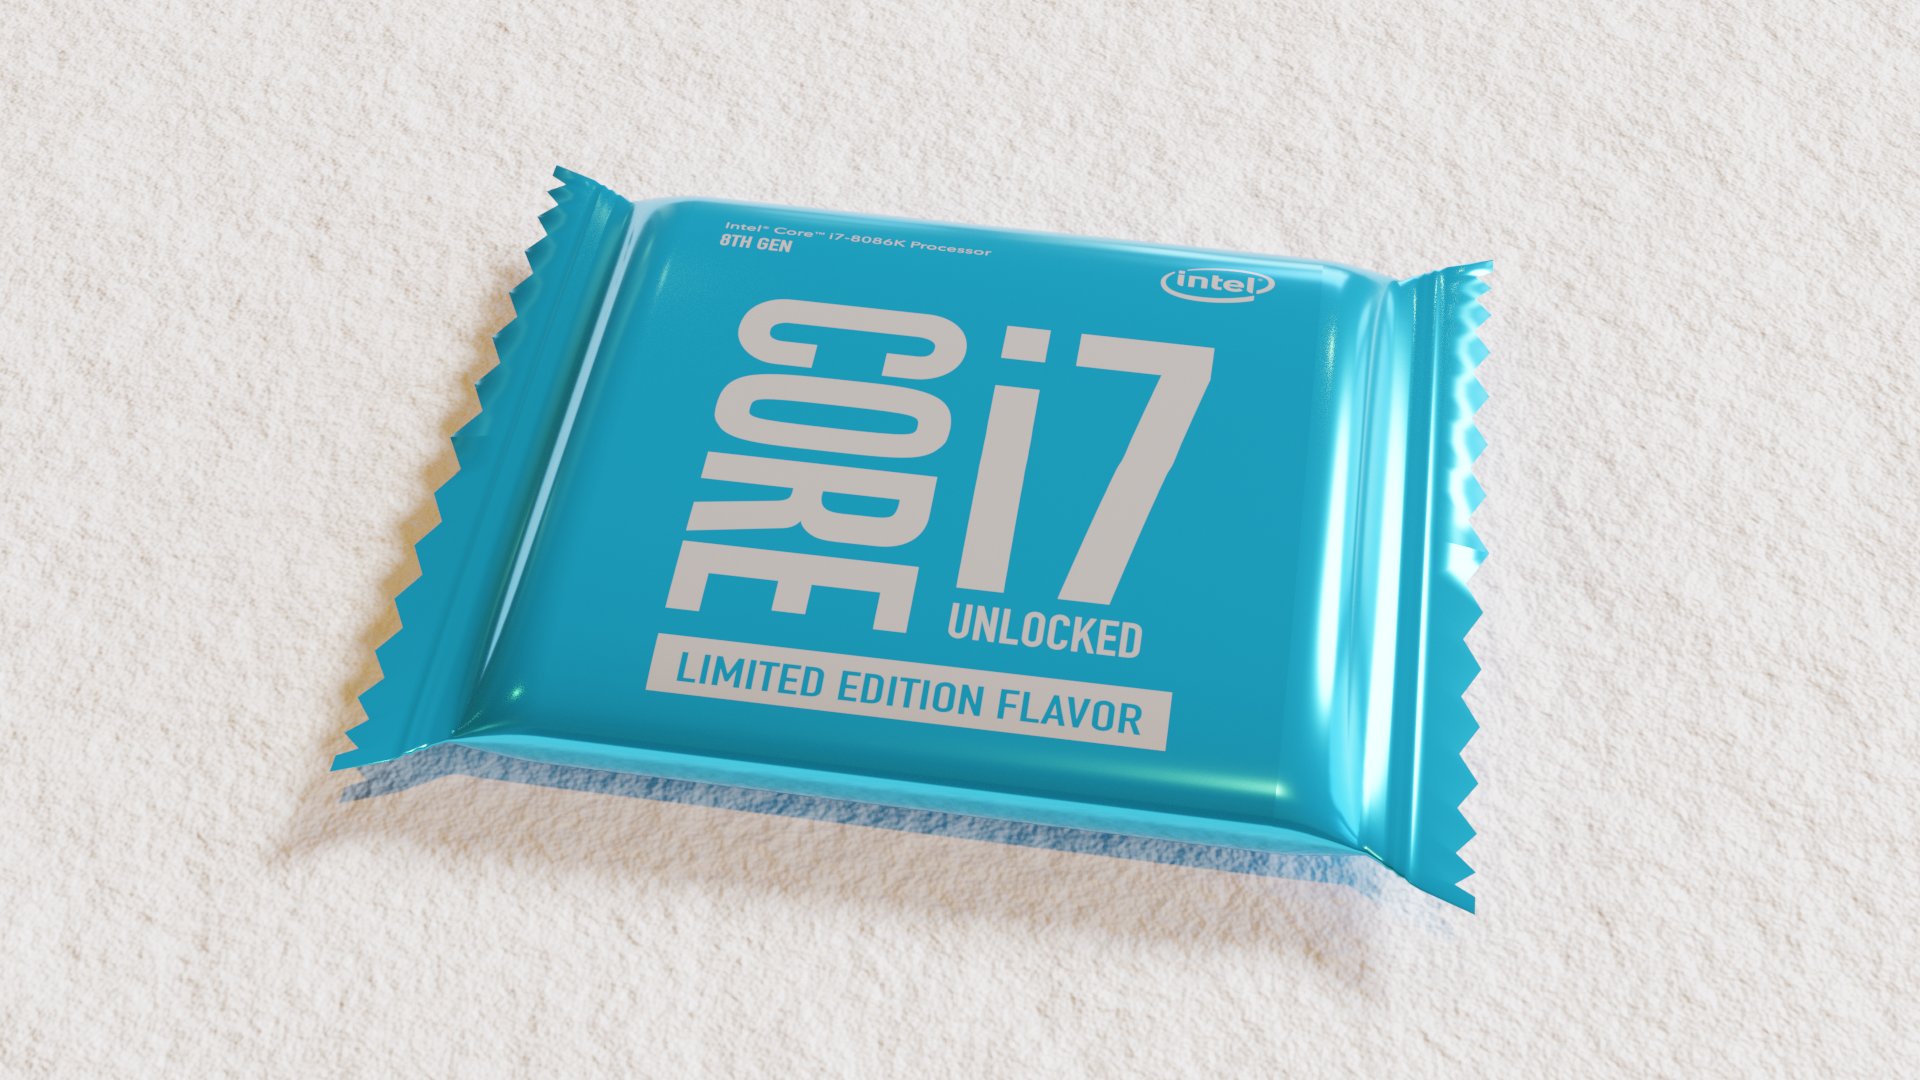 Intel® Core™ i7-8086K Processor
8TH GEN
intel®
CORE i7
UNLOCKED
LIMITED EDITION FLAVOR